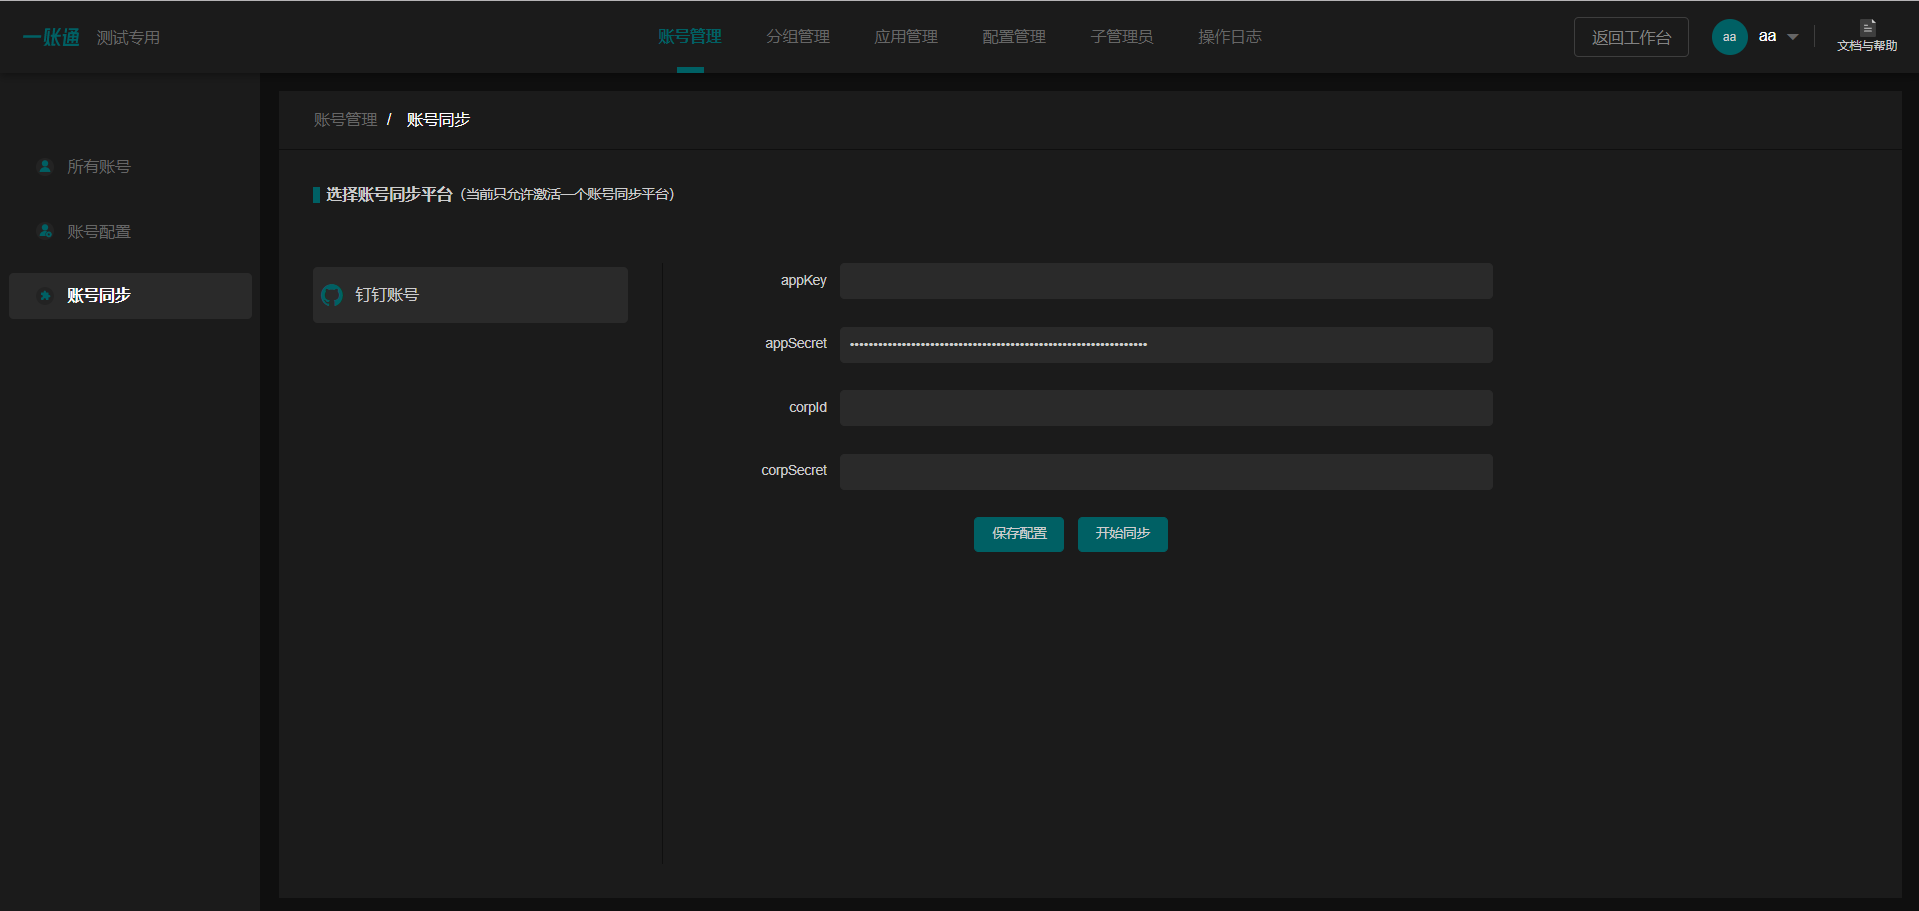 一账通 测试专用 账号管理 分组管理 应用管理 配置管理 子管理员 操作日志 返回工作台 aa aa 文档与帮助
所有账号
账号配置
账号同步
账号管理 / 账号同步
选择账号同步平台（当前只允许激活一个账号同步平台）
钉钉账号
appKey
appSecret ••••••••••••••••••••••••••••••••••••••••••••••••••••••••••••••••
corpId
corpSecret
保存配置 开始同步